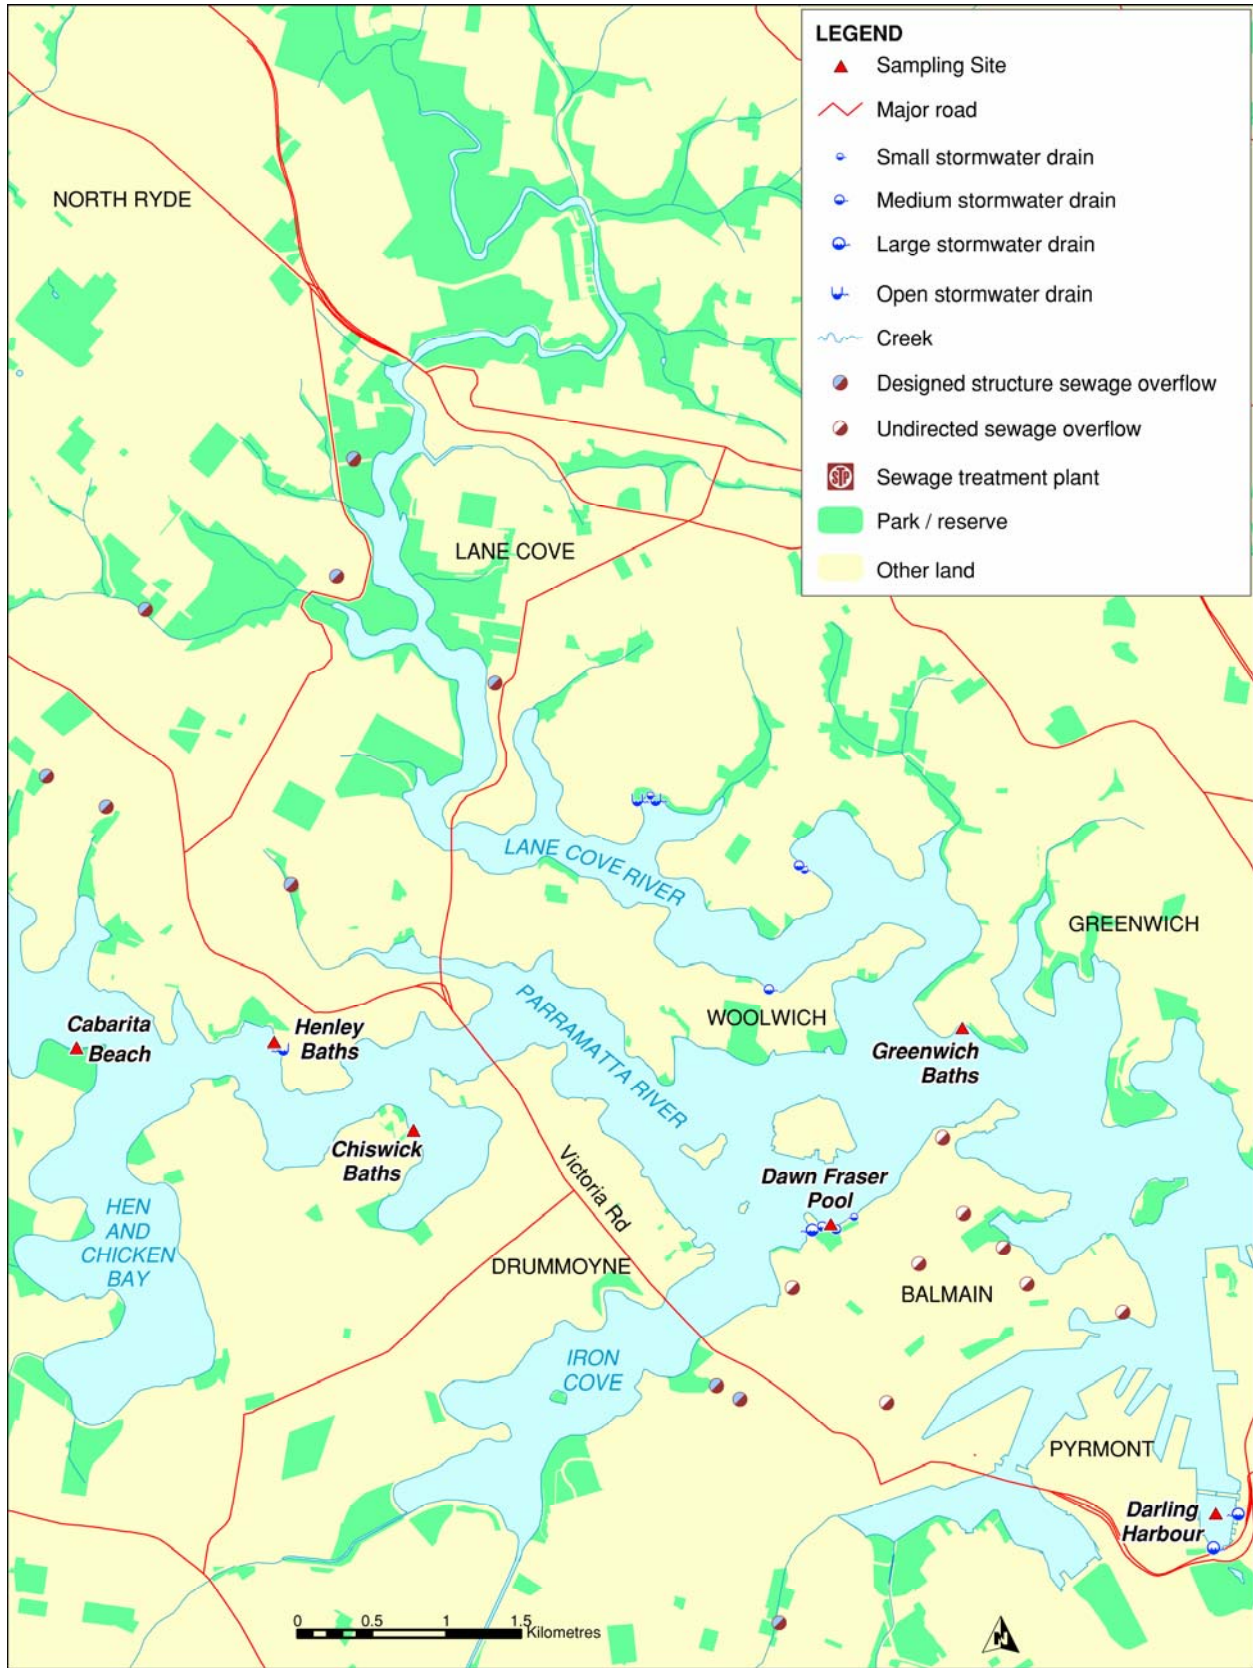 LEGEND
Sampling Site
Major road
Small stormwater drain
Medium stormwater drain
Large stormwater drain
Open stormwater drain
Creek
Designed structure sewage overflow
Undirected sewage overflow
STP
Sewage treatment plant
Park / reserve
Other land
NORTH RYDE
LANE COVE
LANE COVE RIVER
GREENWICH
PARRAMATTA RIVER
WOOLWICH
Cabarita
Beach
Henley
Baths
Greenwich
Baths
Chiswick
Baths
Victoria Rd
Dawn Fraser
Pool
HEN
AND
CHICKEN
BAY
DRUMMOYNE
BALMAIN
IRON
COVE
PYRMONT
Darling
Harbour
0 0.5 1 1.5
Kilometres
N